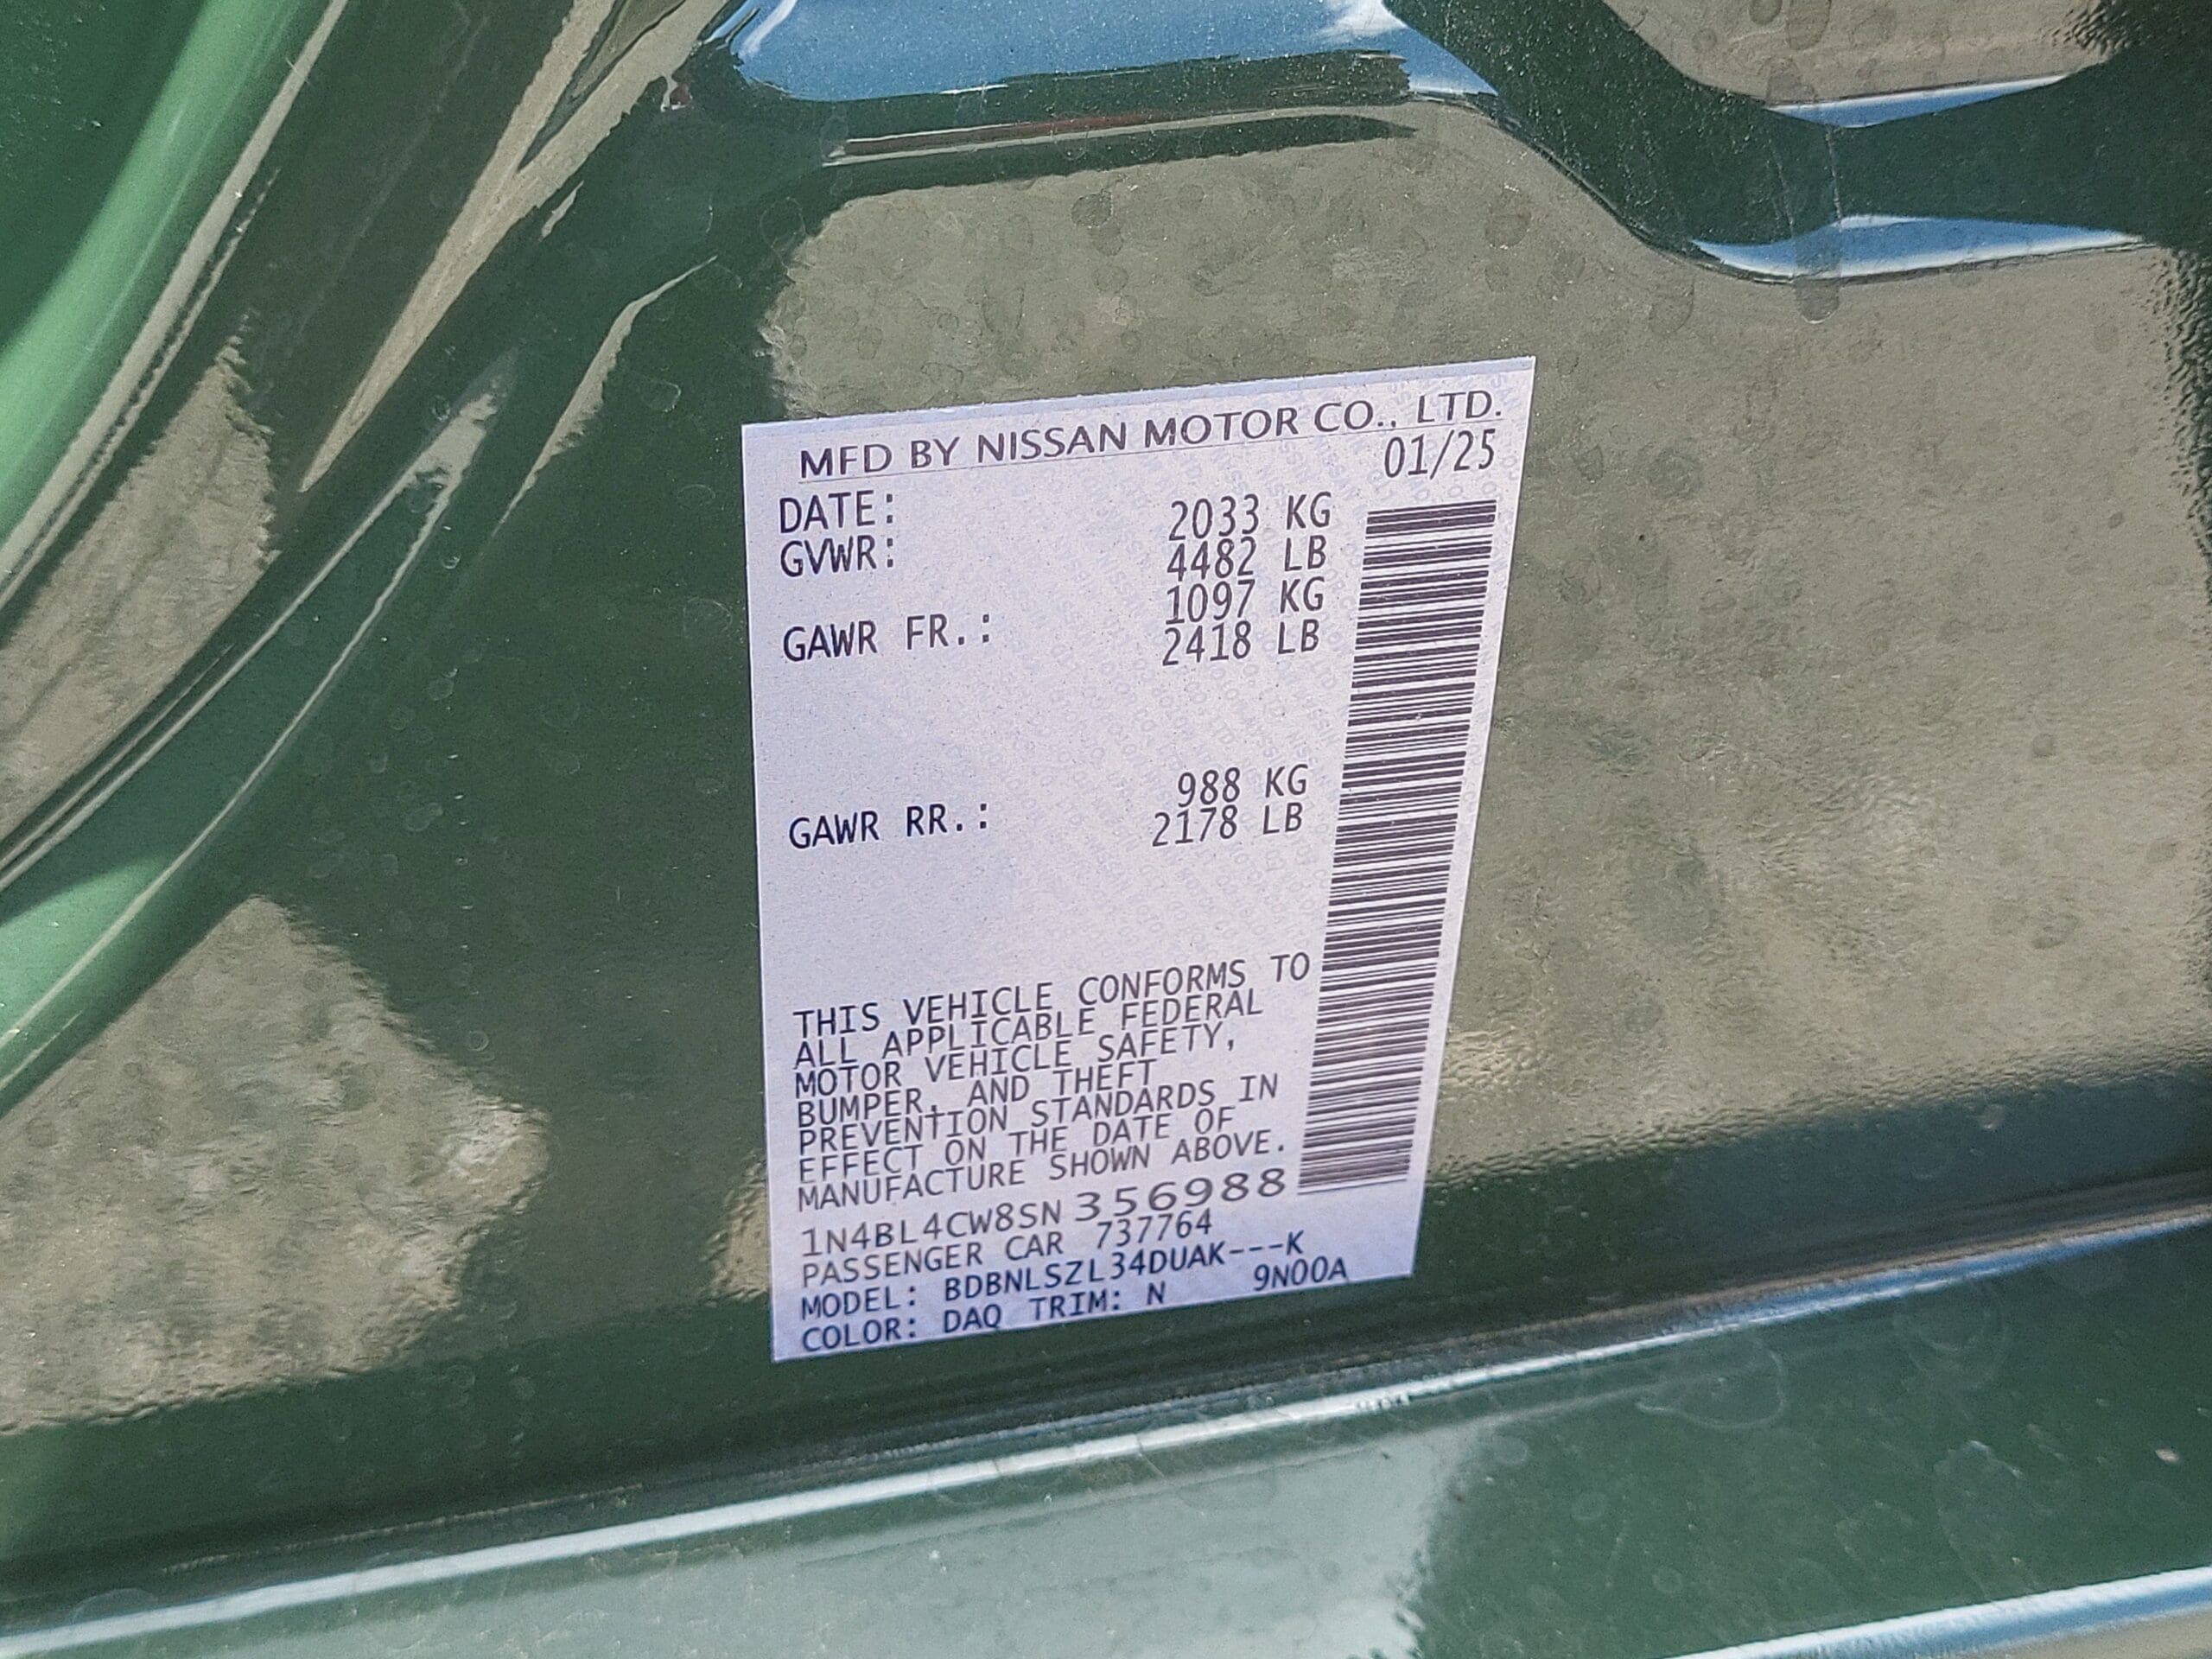 MFD BY NISSAN MOTOR CO., LTD.
DATE: 01/25
GVWR: 2033 KG
4482 LB
GAWR FR.: 1097 KG
2418 LB
GAWR RR.: 988 KG
2178 LB
THIS VEHICLE CONFORMS TO
ALL APPLICABLE FEDERAL
MOTOR VEHICLE SAFETY,
BUMPER, AND THEFT
PREVENTION STANDARDS IN
EFFECT ON THE DATE OF
MANUFACTURE SHOWN ABOVE.
1N4BL4CW8SN356988
PASSENGER CAR 737764
MODEL: BDBNLSZL34DUAK---K
COLOR: DAQ TRIM: N 9N00A